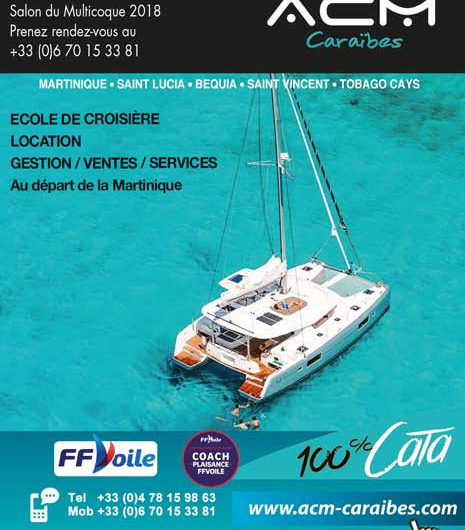 Salon du Multicoque 2018
Prenez rendez-vous au
+33 (0)6 70 15 33 81
ACM
Caraïbes
MARTINIQUE • SAINT LUCIA • BEQUIA • SAINT VINCENT • TOBAGO CAYS
ECOLE DE CROISIÈRE
LOCATION
GESTION / VENTES / SERVICES
Au départ de la Martinique
FFVoile
FFVoile
COACH
PLAISANCE
FFVOILE
100% Cata
Tel +33 (0)4 78 15 98 63
Mob +33 (0)6 70 15 33 81
www.acm-caraibes.com